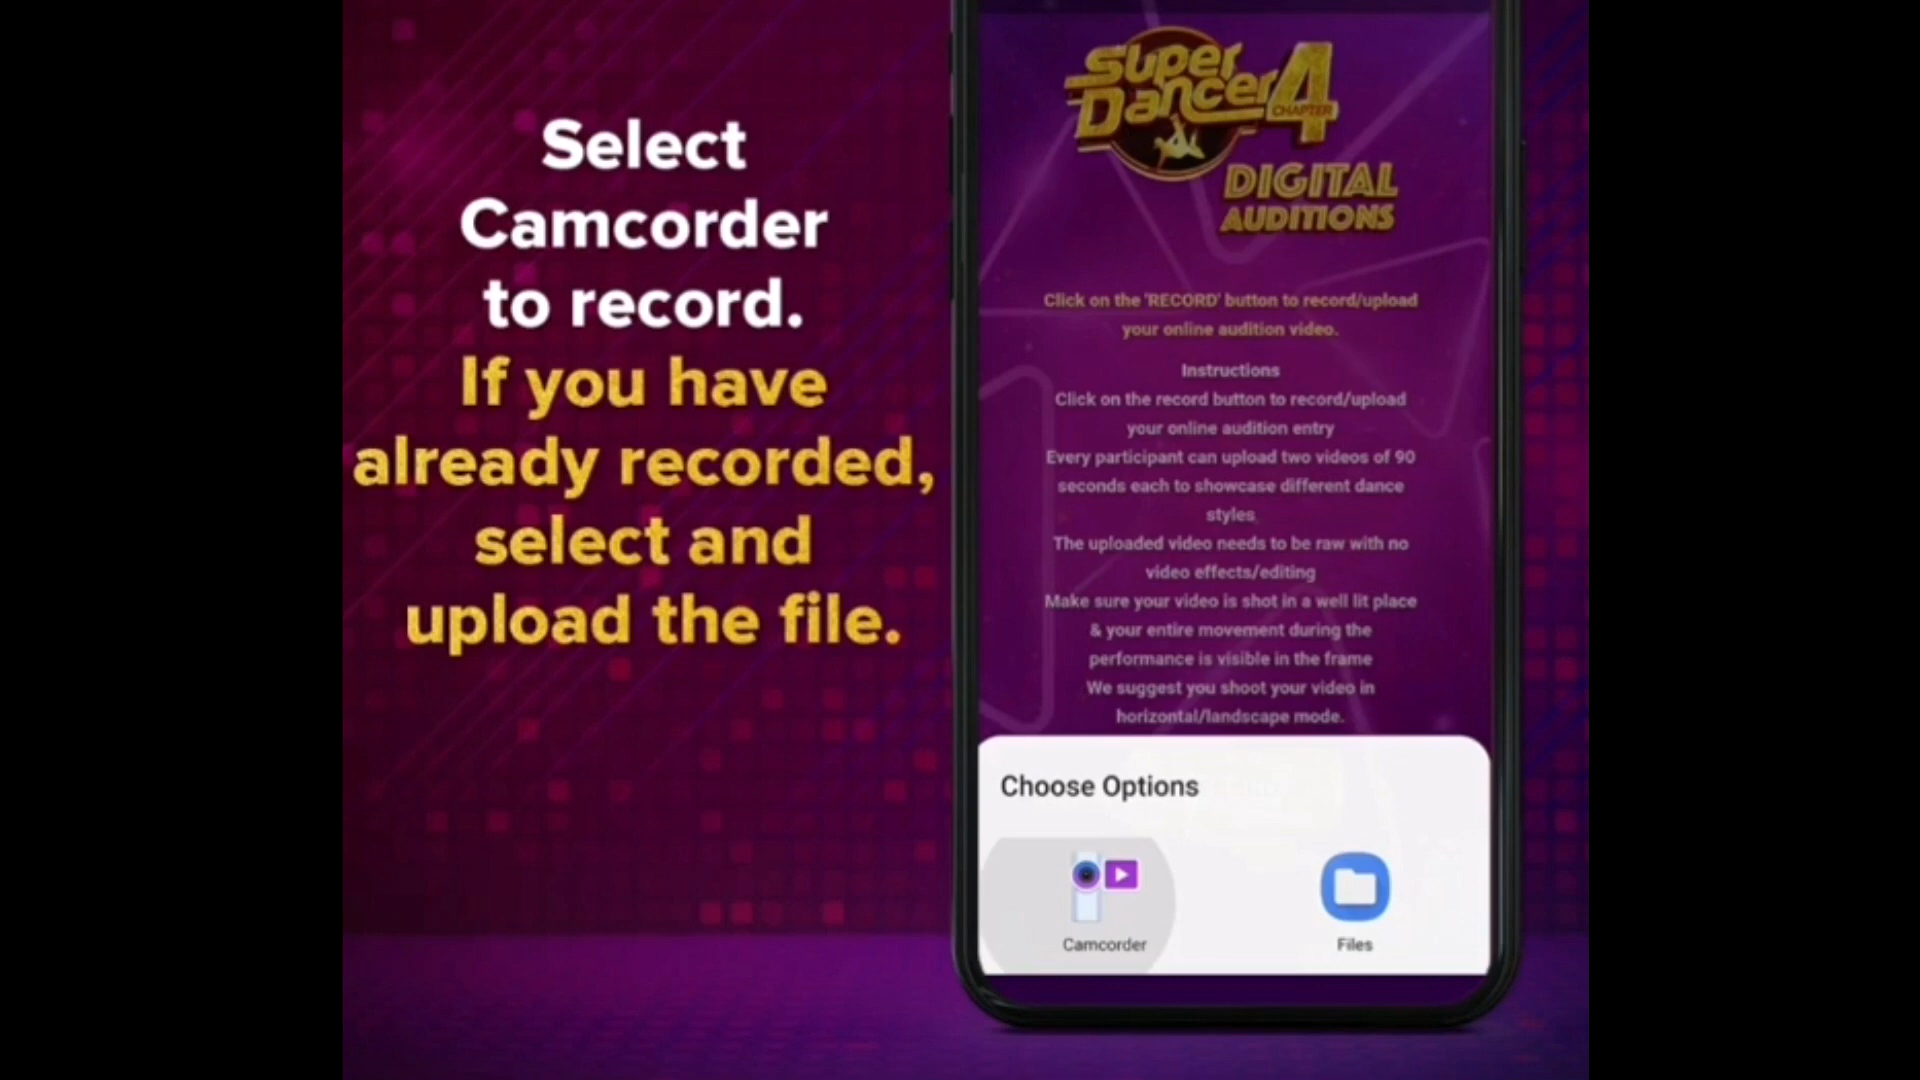 Select
Camcorder
to record.
If you have
already recorded,
select and
upload the file.
Super
Dancer 4
CHAPTER
DIGITAL
AUDITIONS
Click on the 'RECORD' button to record/upload
your online audition video.
Instructions
Click on the record button to record/upload
your online audition entry
Every participant can upload two videos of 90
seconds each to showcase different dance
styles
The uploaded video needs to be raw with no
video effects/editing
Make sure your video is shot in a well lit place
& your entire movement during the
performance is visible in the frame
We suggest you shoot your video in
horizontal/landscape mode.
Choose Options
Camcorder
Files